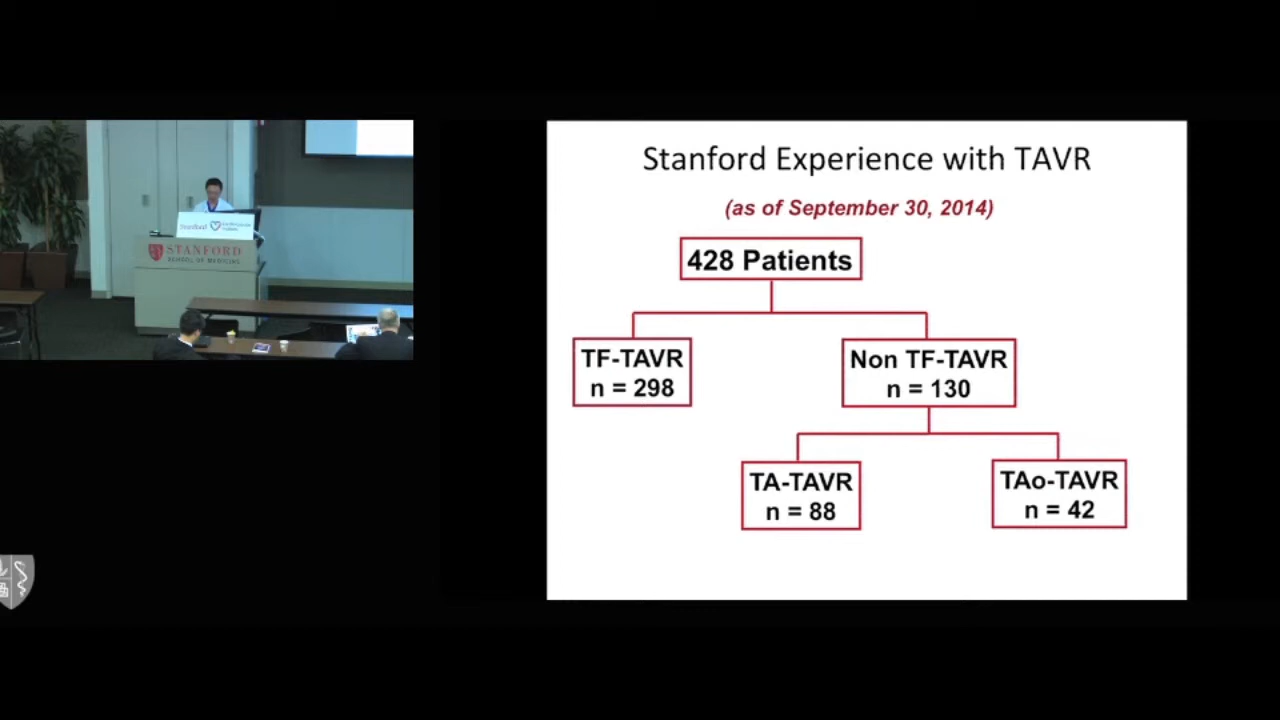 Stanford Experience with TAVR
(as of September 30, 2014)
428 Patients
TF-TAVR
n = 298
Non TF-TAVR
n = 130
TA-TAVR
n = 88
TAo-TAVR
n = 42
STANFORD
SCHOOL OF MEDICINE